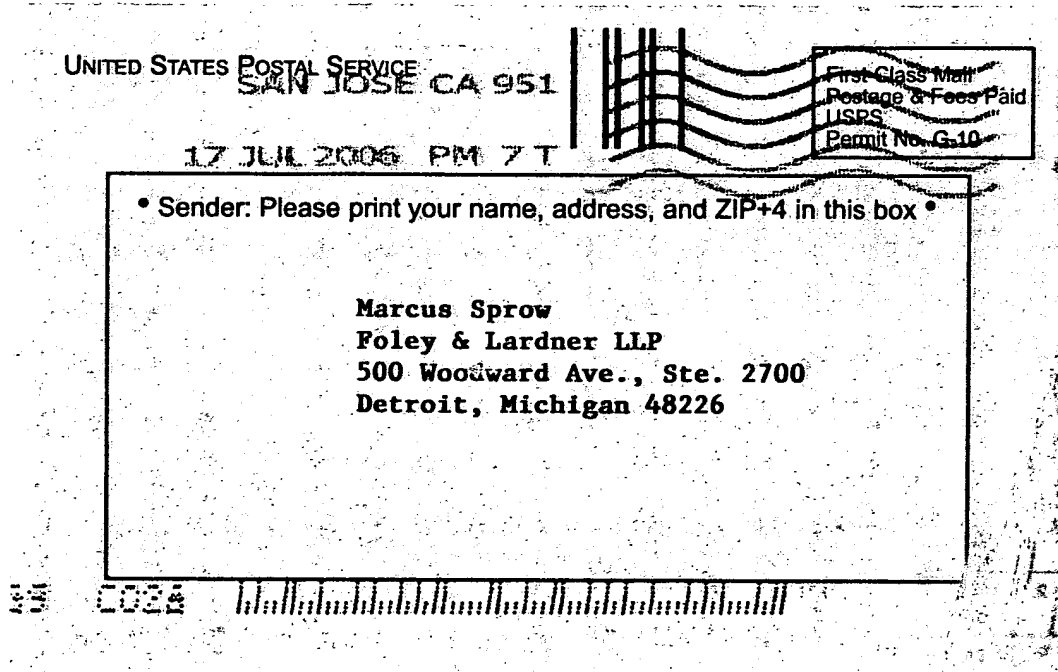 UNITED STATES POSTAL SERVICE
SAN JOSE CA 951
17 JUL 2006 PM 7 T
First-Class Mail
Postage & Fees Paid
USPS
Permit No. G-10
• Sender: Please print your name, address, and ZIP+4 in this box •
Marcus Sprow
Foley & Lardner LLP
500 Woodward Ave., Ste. 2700
Detroit, Michigan 48226